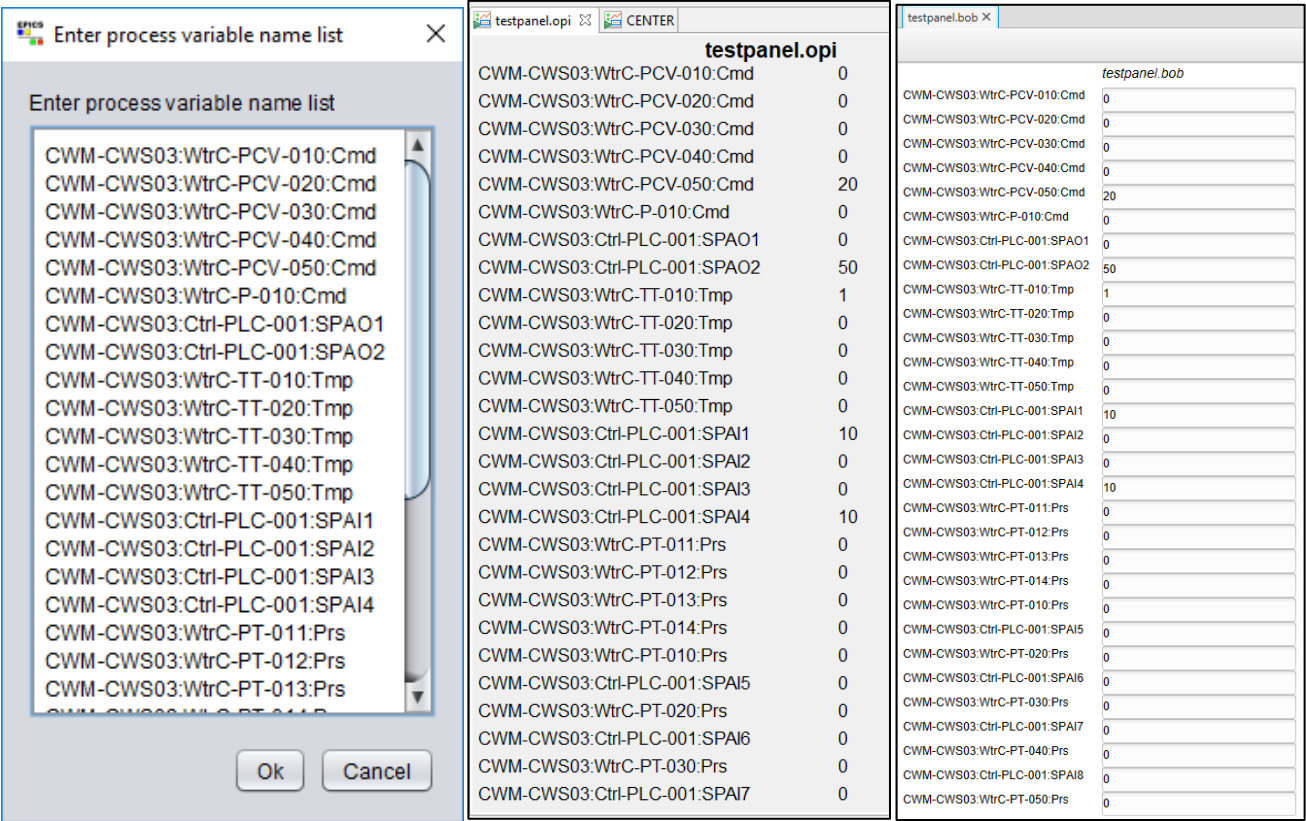 EPICS
Enter process variable name list
Enter process variable name list
CWM-CWS03:WtrC-PCV-010:Cmd
CWM-CWS03:WtrC-PCV-020:Cmd
CWM-CWS03:WtrC-PCV-030:Cmd
CWM-CWS03:WtrC-PCV-040:Cmd
CWM-CWS03:WtrC-PCV-050:Cmd
CWM-CWS03:WtrC-P-010:Cmd
CWM-CWS03:Ctrl-PLC-001:SPAO1
CWM-CWS03:Ctrl-PLC-001:SPAO2
CWM-CWS03:WtrC-TT-010:Tmp
CWM-CWS03:WtrC-TT-020:Tmp
CWM-CWS03:WtrC-TT-030:Tmp
CWM-CWS03:WtrC-TT-040:Tmp
CWM-CWS03:WtrC-TT-050:Tmp
CWM-CWS03:Ctrl-PLC-001:SPAI1
CWM-CWS03:Ctrl-PLC-001:SPAI2
CWM-CWS03:Ctrl-PLC-001:SPAI3
CWM-CWS03:Ctrl-PLC-001:SPAI4
CWM-CWS03:WtrC-PT-011:Prs
CWM-CWS03:WtrC-PT-012:Prs
CWM-CWS03:WtrC-PT-013:Prs
Ok Cancel
testpanel.opi CENTER
testpanel.opi
CWM-CWS03:WtrC-PCV-010:Cmd 0
CWM-CWS03:WtrC-PCV-020:Cmd 0
CWM-CWS03:WtrC-PCV-030:Cmd 0
CWM-CWS03:WtrC-PCV-040:Cmd 0
CWM-CWS03:WtrC-PCV-050:Cmd 20
CWM-CWS03:WtrC-P-010:Cmd 0
CWM-CWS03:Ctrl-PLC-001:SPAO1 0
CWM-CWS03:Ctrl-PLC-001:SPAO2 50
CWM-CWS03:WtrC-TT-010:Tmp 1
CWM-CWS03:WtrC-TT-020:Tmp 0
CWM-CWS03:WtrC-TT-030:Tmp 0
CWM-CWS03:WtrC-TT-040:Tmp 0
CWM-CWS03:WtrC-TT-050:Tmp 0
CWM-CWS03:Ctrl-PLC-001:SPAI1 10
CWM-CWS03:Ctrl-PLC-001:SPAI2 0
CWM-CWS03:Ctrl-PLC-001:SPAI3 0
CWM-CWS03:Ctrl-PLC-001:SPAI4 10
CWM-CWS03:WtrC-PT-011:Prs 0
CWM-CWS03:WtrC-PT-012:Prs 0
CWM-CWS03:WtrC-PT-013:Prs 0
CWM-CWS03:WtrC-PT-014:Prs 0
CWM-CWS03:WtrC-PT-010:Prs 0
CWM-CWS03:Ctrl-PLC-001:SPAI5 0
CWM-CWS03:WtrC-PT-020:Prs 0
CWM-CWS03:Ctrl-PLC-001:SPAI6 0
CWM-CWS03:WtrC-PT-030:Prs 0
CWM-CWS03:Ctrl-PLC-001:SPAI7 0
testpanel.bob
testpanel.bob
CWM-CWS03:WtrC-PCV-010:Cmd 0
CWM-CWS03:WtrC-PCV-020:Cmd 0
CWM-CWS03:WtrC-PCV-030:Cmd 0
CWM-CWS03:WtrC-PCV-040:Cmd 0
CWM-CWS03:WtrC-PCV-050:Cmd 20
CWM-CWS03:WtrC-P-010:Cmd 0
CWM-CWS03:Ctrl-PLC-001:SPAO1 0
CWM-CWS03:Ctrl-PLC-001:SPAO2 50
CWM-CWS03:WtrC-TT-010:Tmp 1
CWM-CWS03:WtrC-TT-020:Tmp 0
CWM-CWS03:WtrC-TT-030:Tmp 0
CWM-CWS03:WtrC-TT-040:Tmp 0
CWM-CWS03:WtrC-TT-050:Tmp 0
CWM-CWS03:Ctrl-PLC-001:SPAI1 10
CWM-CWS03:Ctrl-PLC-001:SPAI2 0
CWM-CWS03:Ctrl-PLC-001:SPAI3 0
CWM-CWS03:Ctrl-PLC-001:SPAI4 10
CWM-CWS03:WtrC-PT-011:Prs 0
CWM-CWS03:WtrC-PT-012:Prs 0
CWM-CWS03:WtrC-PT-013:Prs 0
CWM-CWS03:WtrC-PT-014:Prs 0
CWM-CWS03:WtrC-PT-010:Prs 0
CWM-CWS03:Ctrl-PLC-001:SPAI5 0
CWM-CWS03:WtrC-PT-020:Prs 0
CWM-CWS03:Ctrl-PLC-001:SPAI6 0
CWM-CWS03:WtrC-PT-030:Prs 0
CWM-CWS03:Ctrl-PLC-001:SPAI7 0
CWM-CWS03:WtrC-PT-040:Prs 0
CWM-CWS03:Ctrl-PLC-001:SPAI8 0
CWM-CWS03:WtrC-PT-050:Prs 0